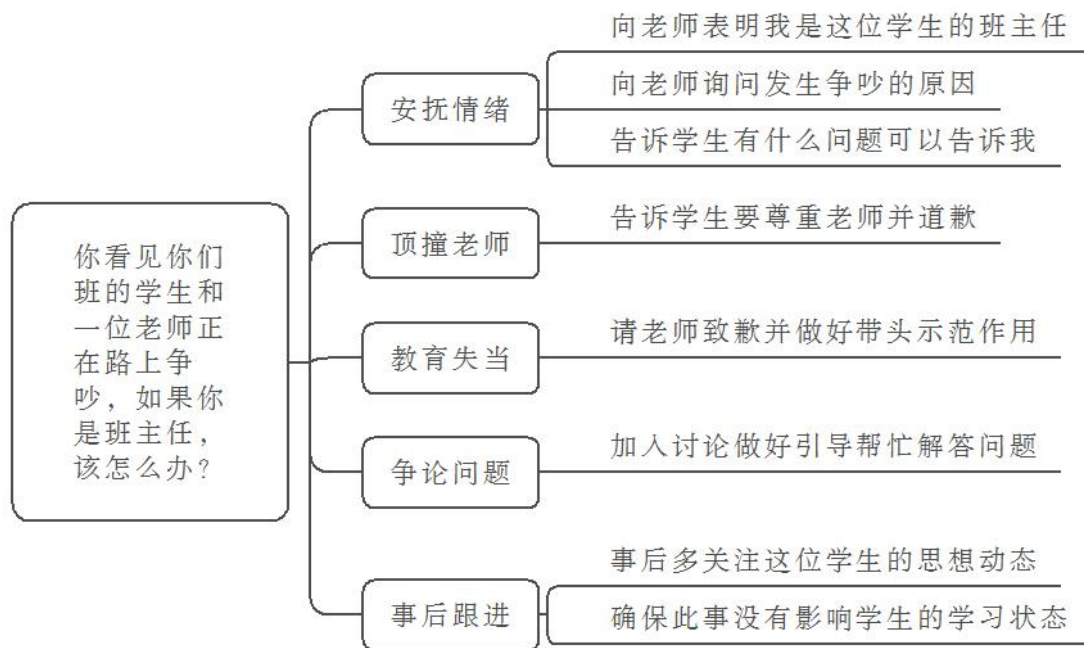 你看见你们
班的学生和
一位老师正
在路上争
吵，如果你
是班主任，
该怎么办？
安抚情绪
向老师表明我是这位学生的班主任
向老师询问发生争吵的原因
告诉学生有什么问题可以告诉我
顶撞老师
告诉学生要尊重老师并道歉
教育失当
请老师致歉并做好带头示范作用
争论问题
加入讨论做好引导帮忙解答问题
事后跟进
事后多关注这位学生的思想动态
确保此事没有影响学生的学习状态